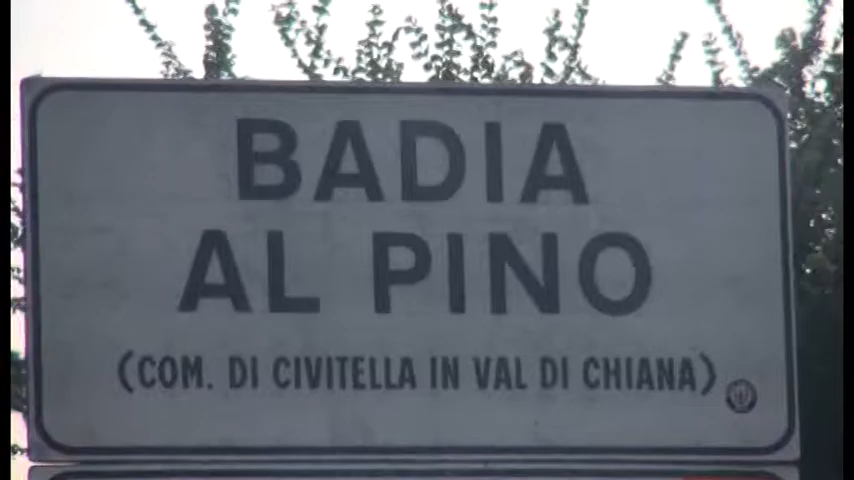 BADIA
AL PINO
(COM. DI CIVITELLA IN VAL DI CHIANA)